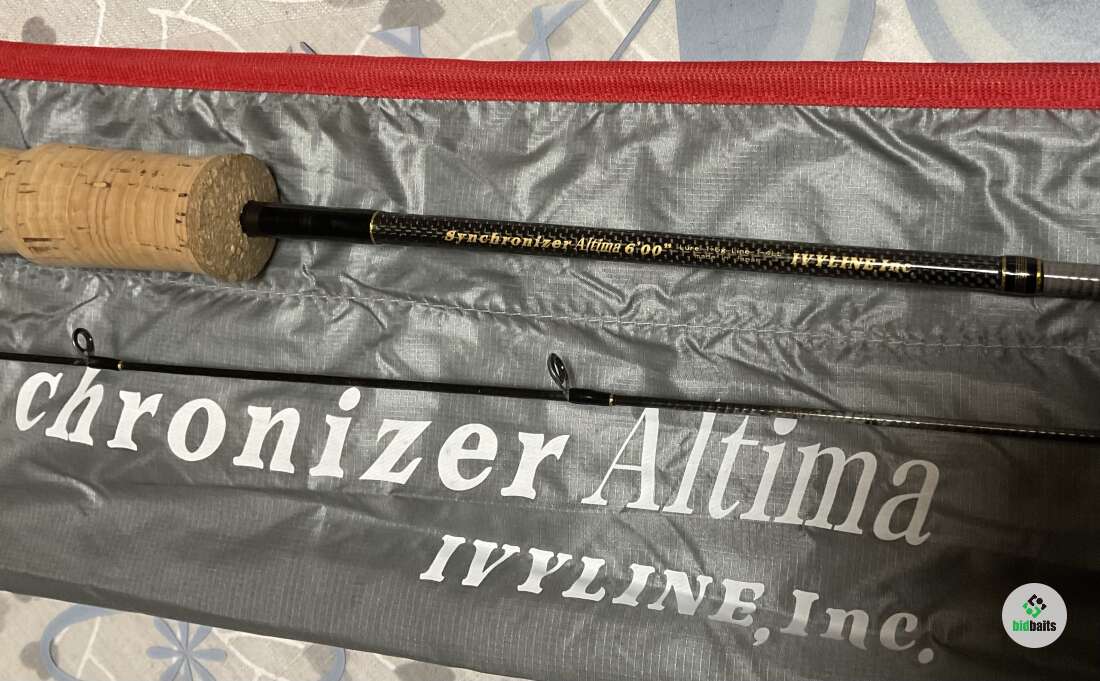 Synchronizer Altima 6'00"
IVYLINE, Inc
chronizer Altima
IVYLINE, Inc.
bidbaits